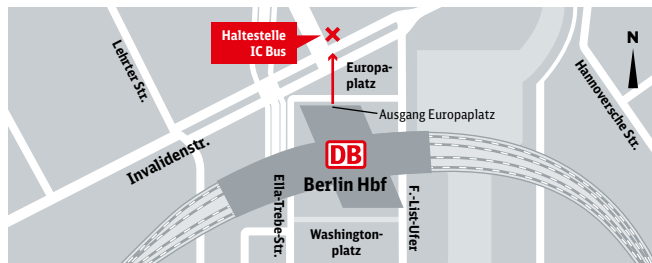 Haltestelle
IC Bus
Lehrter Str.
Europa-
platz
N
Hannoversche Str.
Ausgang Europaplatz
Invalidenstr.
DB
Berlin Hbf
Ella-Trebe-Str.
F.-List-Ufer
Washington-
platz